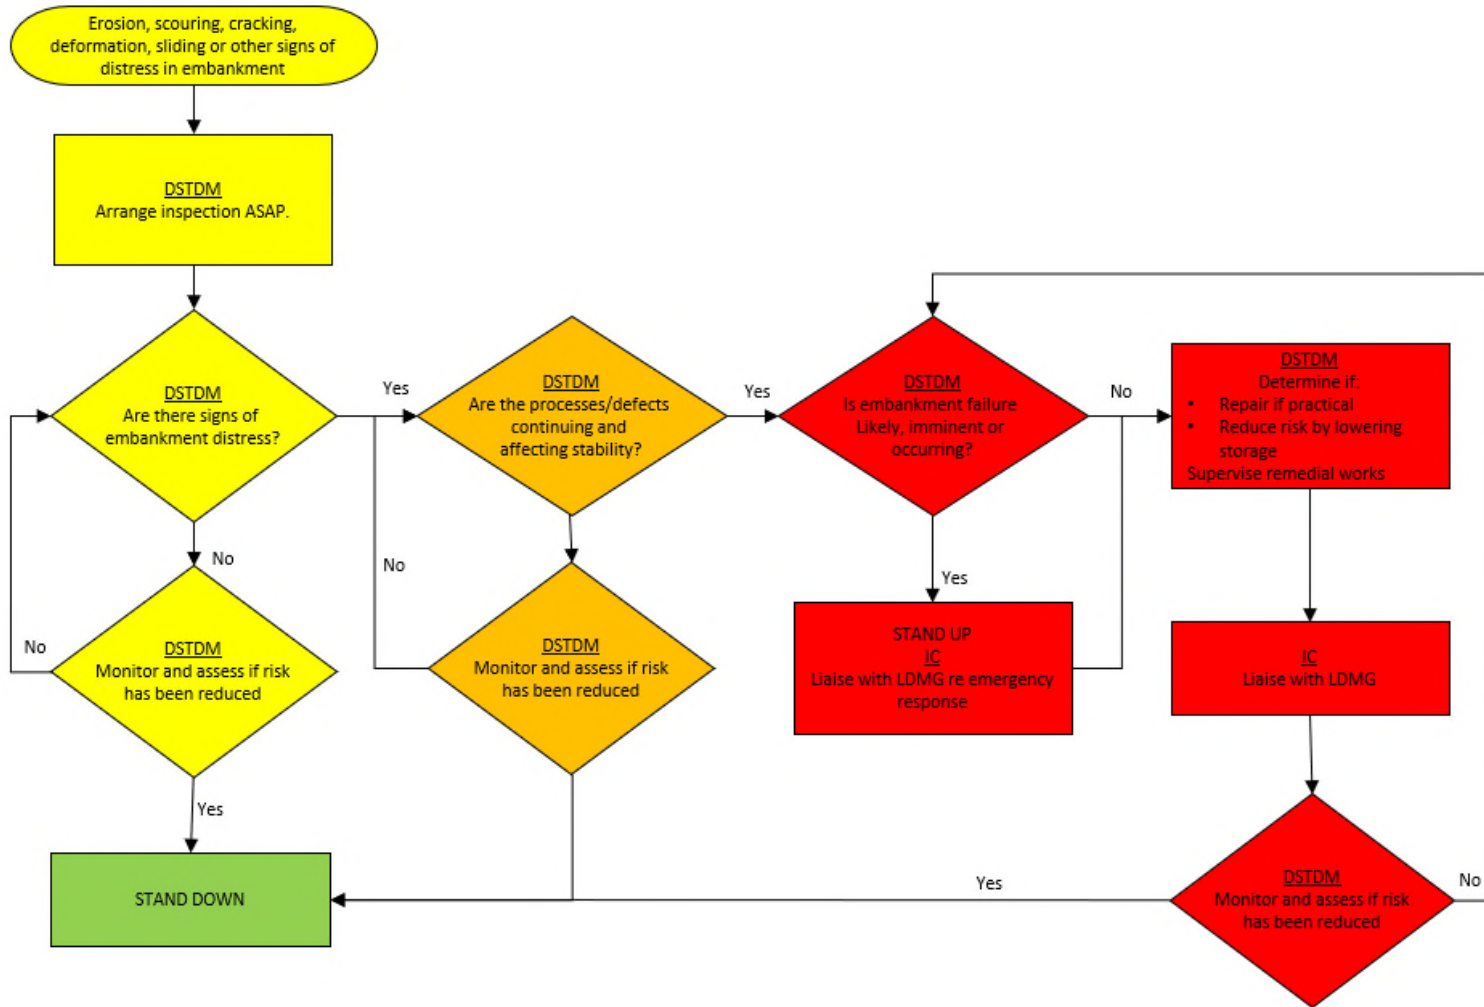 Erosion, scouring, cracking,
deformation, sliding or other signs of
distress in embankment
DSTDM
Arrange inspection ASAP.
DSTDM
Are there signs of
embankment distress?
Yes
No
DSTDM
Monitor and assess if risk
has been reduced
No
Yes
STAND DOWN
DSTDM
Are the processes/defects
continuing and
affecting stability?
Yes
No
DSTDM
Monitor and assess if risk
has been reduced
DSTDM
Is embankment failure
Likely, imminent or
occurring?
No
Yes
STAND UP
IC
Liaise with LDMG re emergency
response
DSTDM
Determine if:
• Repair if practical
• Reduce risk by lowering
storage
Supervise remedial works
IC
Liaise with LDMG
DSTDM
Monitor and assess if risk
has been reduced
Yes
No